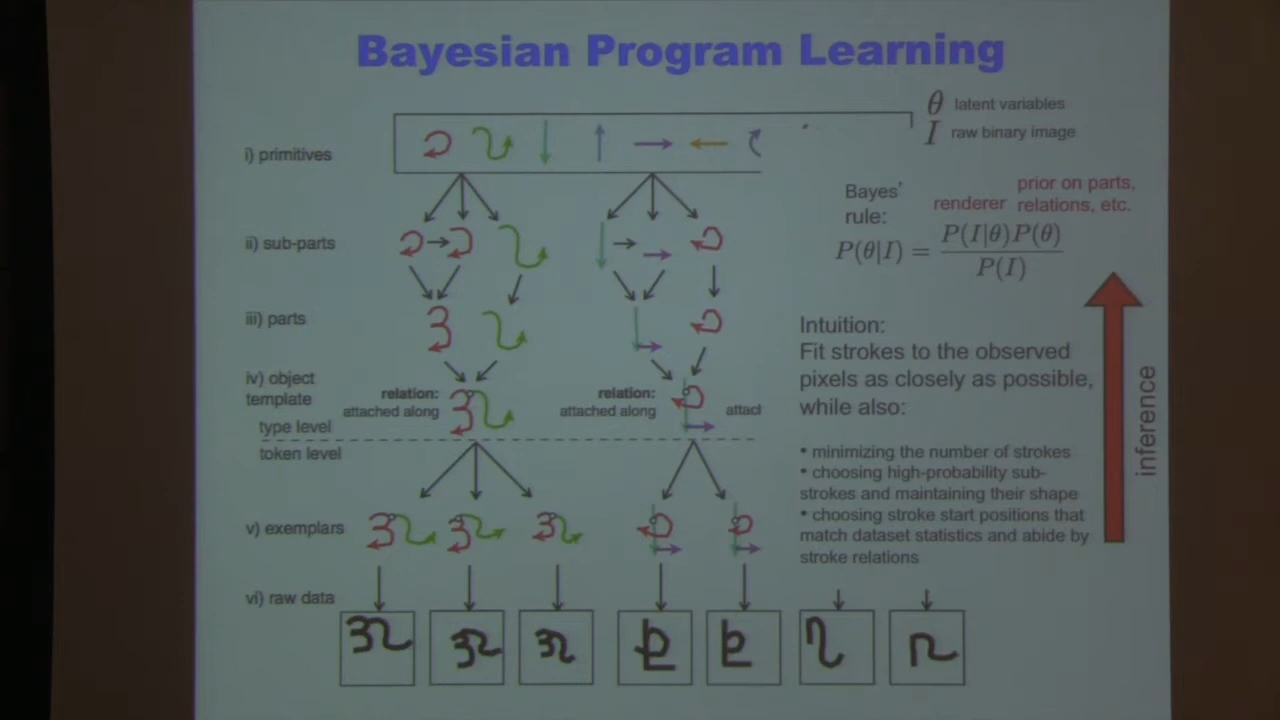 Bayesian Program Learning
θ latent variables
I raw binary image
i) primitives
ii) sub-parts
iii) parts
iv) object
template
relation:
attached along
relation:
attached along
type level
token level
v) exemplars
vi) raw data
Bayes'
rule:
renderer
prior on parts,
relations, etc.
P(θ|I) = P(I|θ)P(θ)
P(I)
Intuition:
Fit strokes to the observed
pixels as closely as possible,
while also:
• minimizing the number of strokes
• choosing high-probability sub-
strokes and maintaining their shape
• choosing stroke start positions that
match dataset statistics and abide by
stroke relations
inference